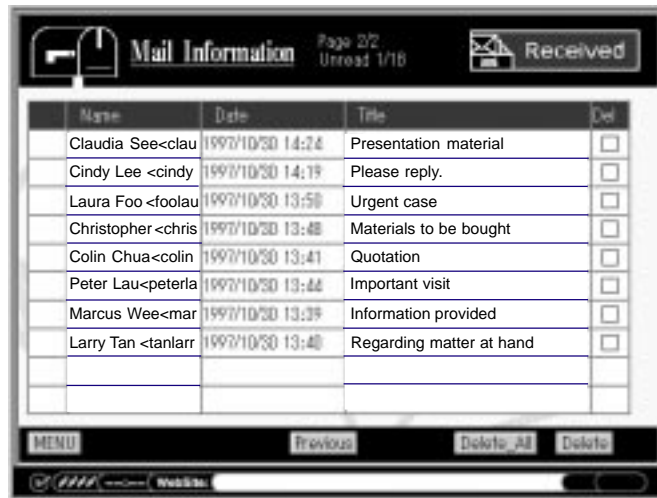 Mail Information
Page 2/2
Unread 1/18
Received
Name Date Title Del
Claudia See<clau 1997/10/30 14:24 Presentation material
Cindy Lee <cindy 1997/10/30 14:19 Please reply.
Laura Foo <foolau 1997/10/30 13:50 Urgent case
Christopher <chris 1997/10/30 13:48 Materials to be bought
Colin Chua<colin 1997/10/30 13:41 Quotation
Peter Lau<peterla 1997/10/30 13:44 Important visit
Marcus Wee<mar 1997/10/30 13:39 Information provided
Larry Tan <tanlarr 1997/10/30 13:40 Regarding matter at hand
MENU Previous Delete_All Delete
WebSite: